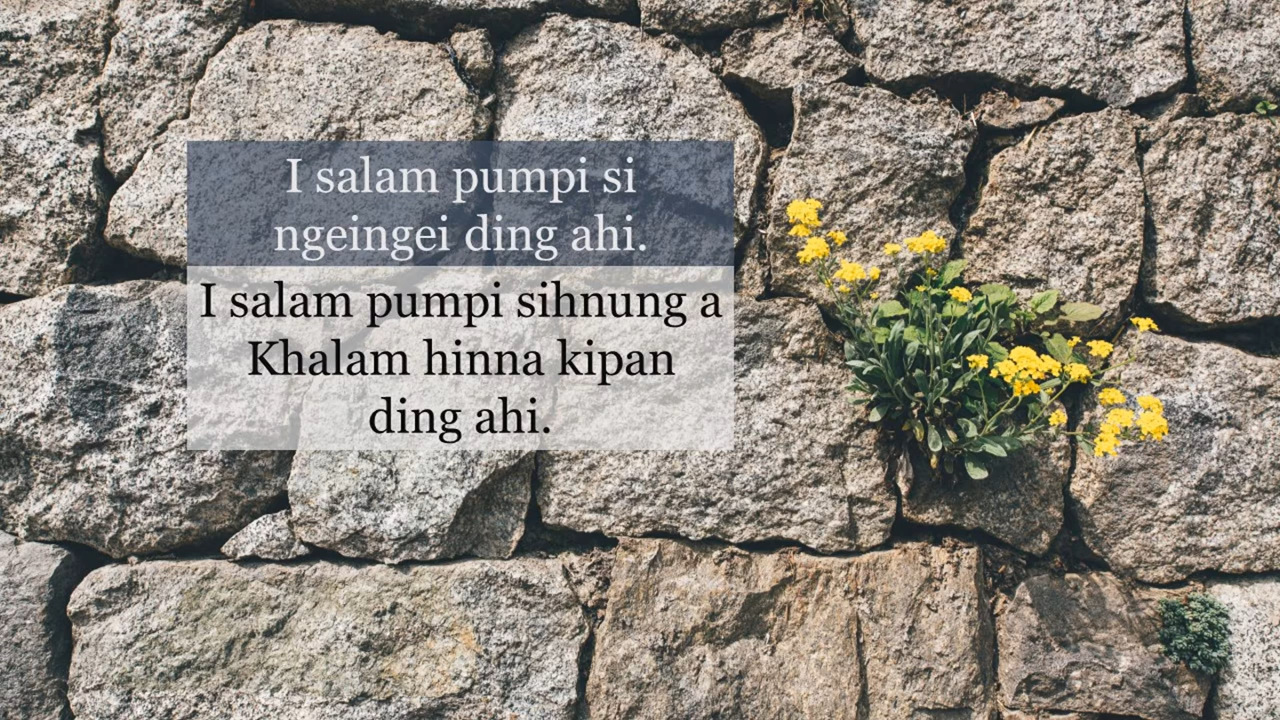 I salam pumpi si
ngeingei ding ahi.
I salam pumpi sihnung a
Khalam hinna kipan
ding ahi.